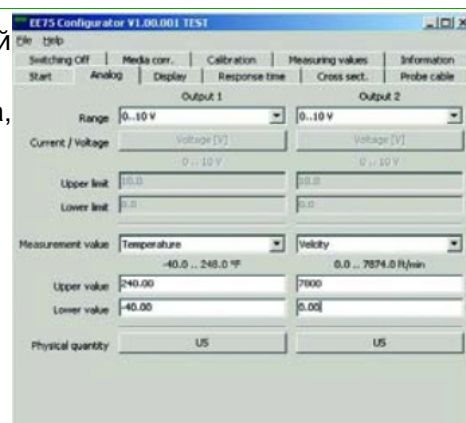 EE75 Configurator V1.00.001 TEST
й
File Help
Switching Off Media corr. Calibration Measuring values Information
Start Analog Display Response time Cross sect. Probe cable
а,
Output 1 Output 2
Range 0..10 V 0..10 V
Current / Voltage Voltage [V] Voltage [V]
0 .. 10 V 0 .. 10 V
Upper limit 10.0 10.0
Lower limit 0.0 0.0
Measurement value Temperature Velcity
-40.0 .. 248.0 °F 0.0 .. 7874.0 ft/min
Upper value 240.00 7800
Lower value -40.00 0.00
Physical quantity US US